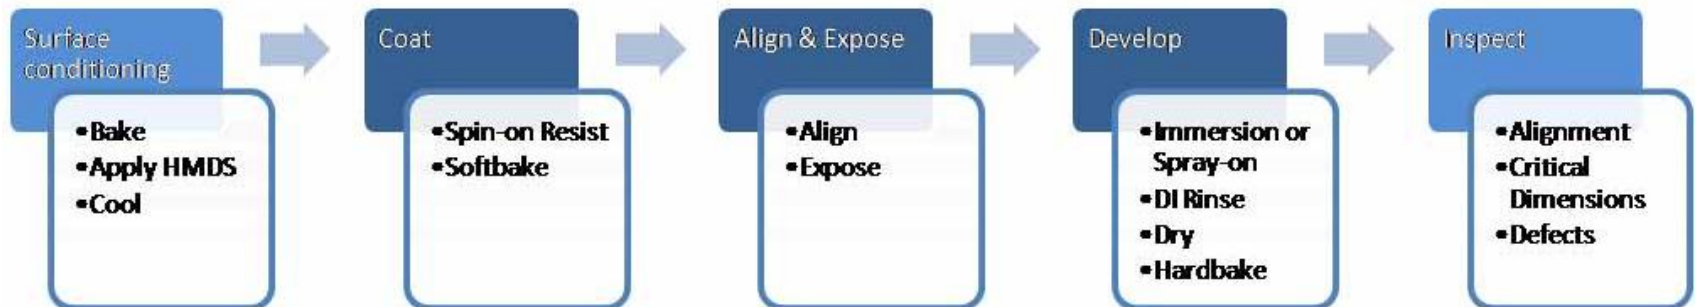 Surface
conditioning
•Bake
•Apply HMDS
•Cool
Coat
•Spin-on Resist
•Softbake
Align & Expose
•Align
•Expose
Develop
•Immersion or
Spray-on
•DI Rinse
•Dry
•Hardbake
Inspect
•Alignment
•Critical
Dimensions
•Defects